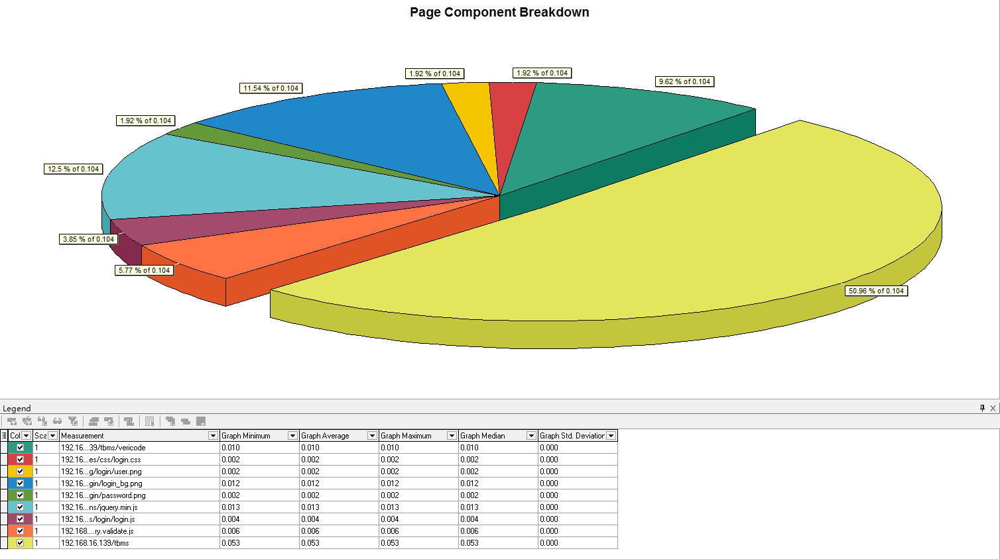 Page Component Breakdown
1.92 % of 0.104
1.92 % of 0.104
9.62 % of 0.104
11.54 % of 0.104
1.92 % of 0.104
12.5 % of 0.104
3.85 % of 0.104
5.77 % of 0.104
50.96 % of 0.104
Legend
Col Sca Measurement Graph Minimum Graph Average Graph Maximum Graph Median Graph Std. Deviation
1 192.16...39/tbms/vericode 0.010 0.010 0.010 0.010 0.000
1 192.16...es/css/login.css 0.002 0.002 0.002 0.002 0.000
1 192.16...g/login/user.png 0.002 0.002 0.002 0.002 0.000
1 192.16...gin/login_bg.png 0.012 0.012 0.012 0.012 0.000
1 192.16...gin/password.png 0.002 0.002 0.002 0.002 0.000
1 192.16...ns/jquery.min.js 0.013 0.013 0.013 0.013 0.000
1 192.16...s/login/login.js 0.004 0.004 0.004 0.004 0.000
1 192.168....ry.validate.js 0.006 0.006 0.006 0.006 0.000
1 192.168.16.139/tbms 0.053 0.053 0.053 0.053 0.000